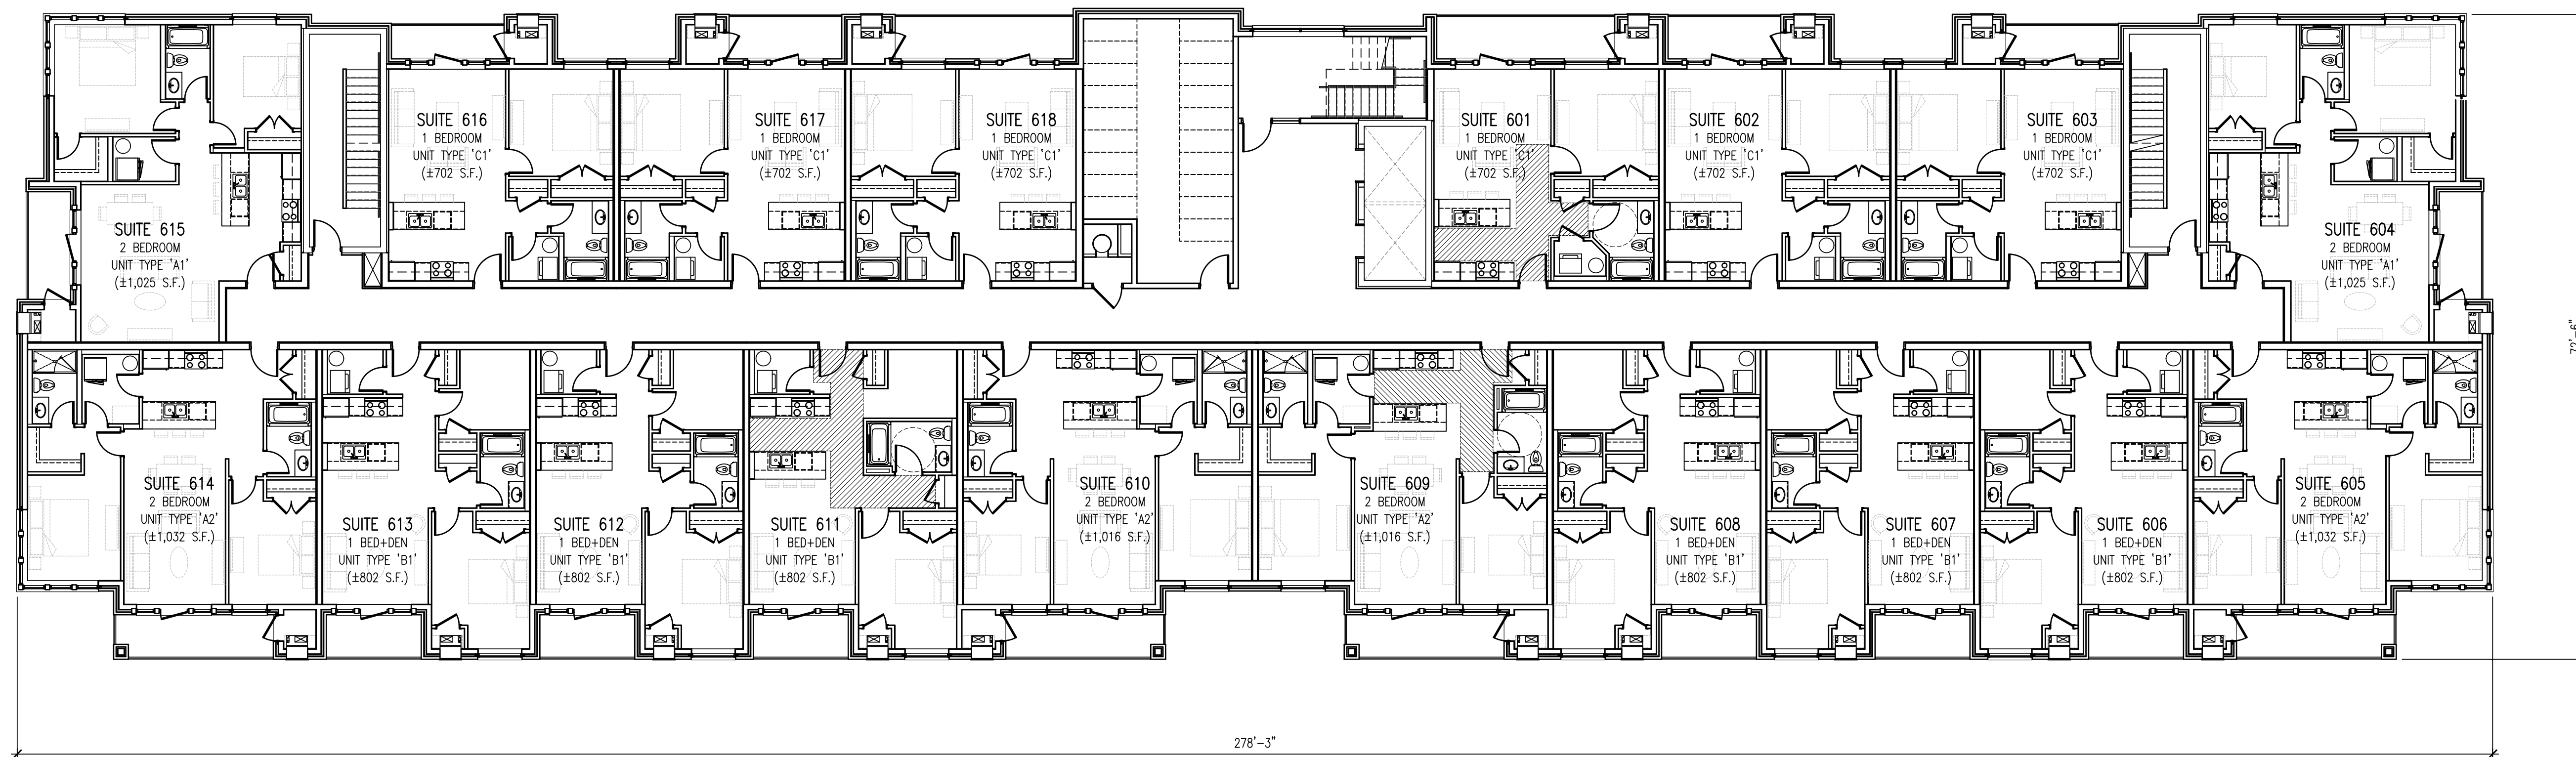 SUITE 616
1 BEDROOM
UNIT TYPE 'C1'
(±702 S.F.)
SUITE 617
1 BEDROOM
UNIT TYPE 'C1'
(±702 S.F.)
SUITE 618
1 BEDROOM
UNIT TYPE 'C1'
(±702 S.F.)
SUITE 601
1 BEDROOM
UNIT TYPE 'C1'
(±702 S.F.)
SUITE 602
1 BEDROOM
UNIT TYPE 'C1'
(±702 S.F.)
SUITE 603
1 BEDROOM
UNIT TYPE 'C1'
(±702 S.F.)
SUITE 615
2 BEDROOM
UNIT TYPE 'A1'
(±1,025 S.F.)
SUITE 604
2 BEDROOM
UNIT TYPE 'A1'
(±1,025 S.F.)
72'-6"
SUITE 614
2 BEDROOM
UNIT TYPE 'A2'
(±1,032 S.F.)
SUITE 613
1 BED+DEN
UNIT TYPE 'B1'
(±802 S.F.)
SUITE 612
1 BED+DEN
UNIT TYPE 'B1'
(±802 S.F.)
SUITE 611
1 BED+DEN
UNIT TYPE 'B1'
(±802 S.F.)
SUITE 610
2 BEDROOM
UNIT TYPE 'A2'
(±1,016 S.F.)
SUITE 609
2 BEDROOM
UNIT TYPE 'A2'
(±1,016 S.F.)
SUITE 608
1 BED+DEN
UNIT TYPE 'B1'
(±802 S.F.)
SUITE 607
1 BED+DEN
UNIT TYPE 'B1'
(±802 S.F.)
SUITE 606
1 BED+DEN
UNIT TYPE 'B1'
(±802 S.F.)
SUITE 605
2 BEDROOM
UNIT TYPE 'A2'
(±1,032 S.F.)
278'-3"